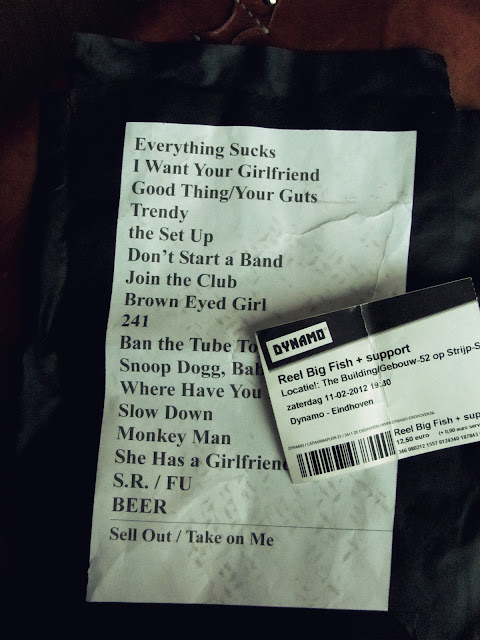 Everything Sucks
I Want Your Girlfriend
Good Thing/Your Guts
Trendy
the Set Up
Don't Start a Band
Join the Club
Brown Eyed Girl
241
Ban the Tube To
Snoop Dogg, Bab
Where Have You
Slow Down
Monkey Man
She Has a Girlfriend
S.R. / FU
BEER
Sell Out / Take on Me
DYNAMO
Reel Big Fish + support
Locatie!: The Building/Gebouw-52 op Strijp-S
zaterdag 11-02-2012 19:30
Dynamo - Eindhoven
Reel Big Fish + sup
12,50 euro